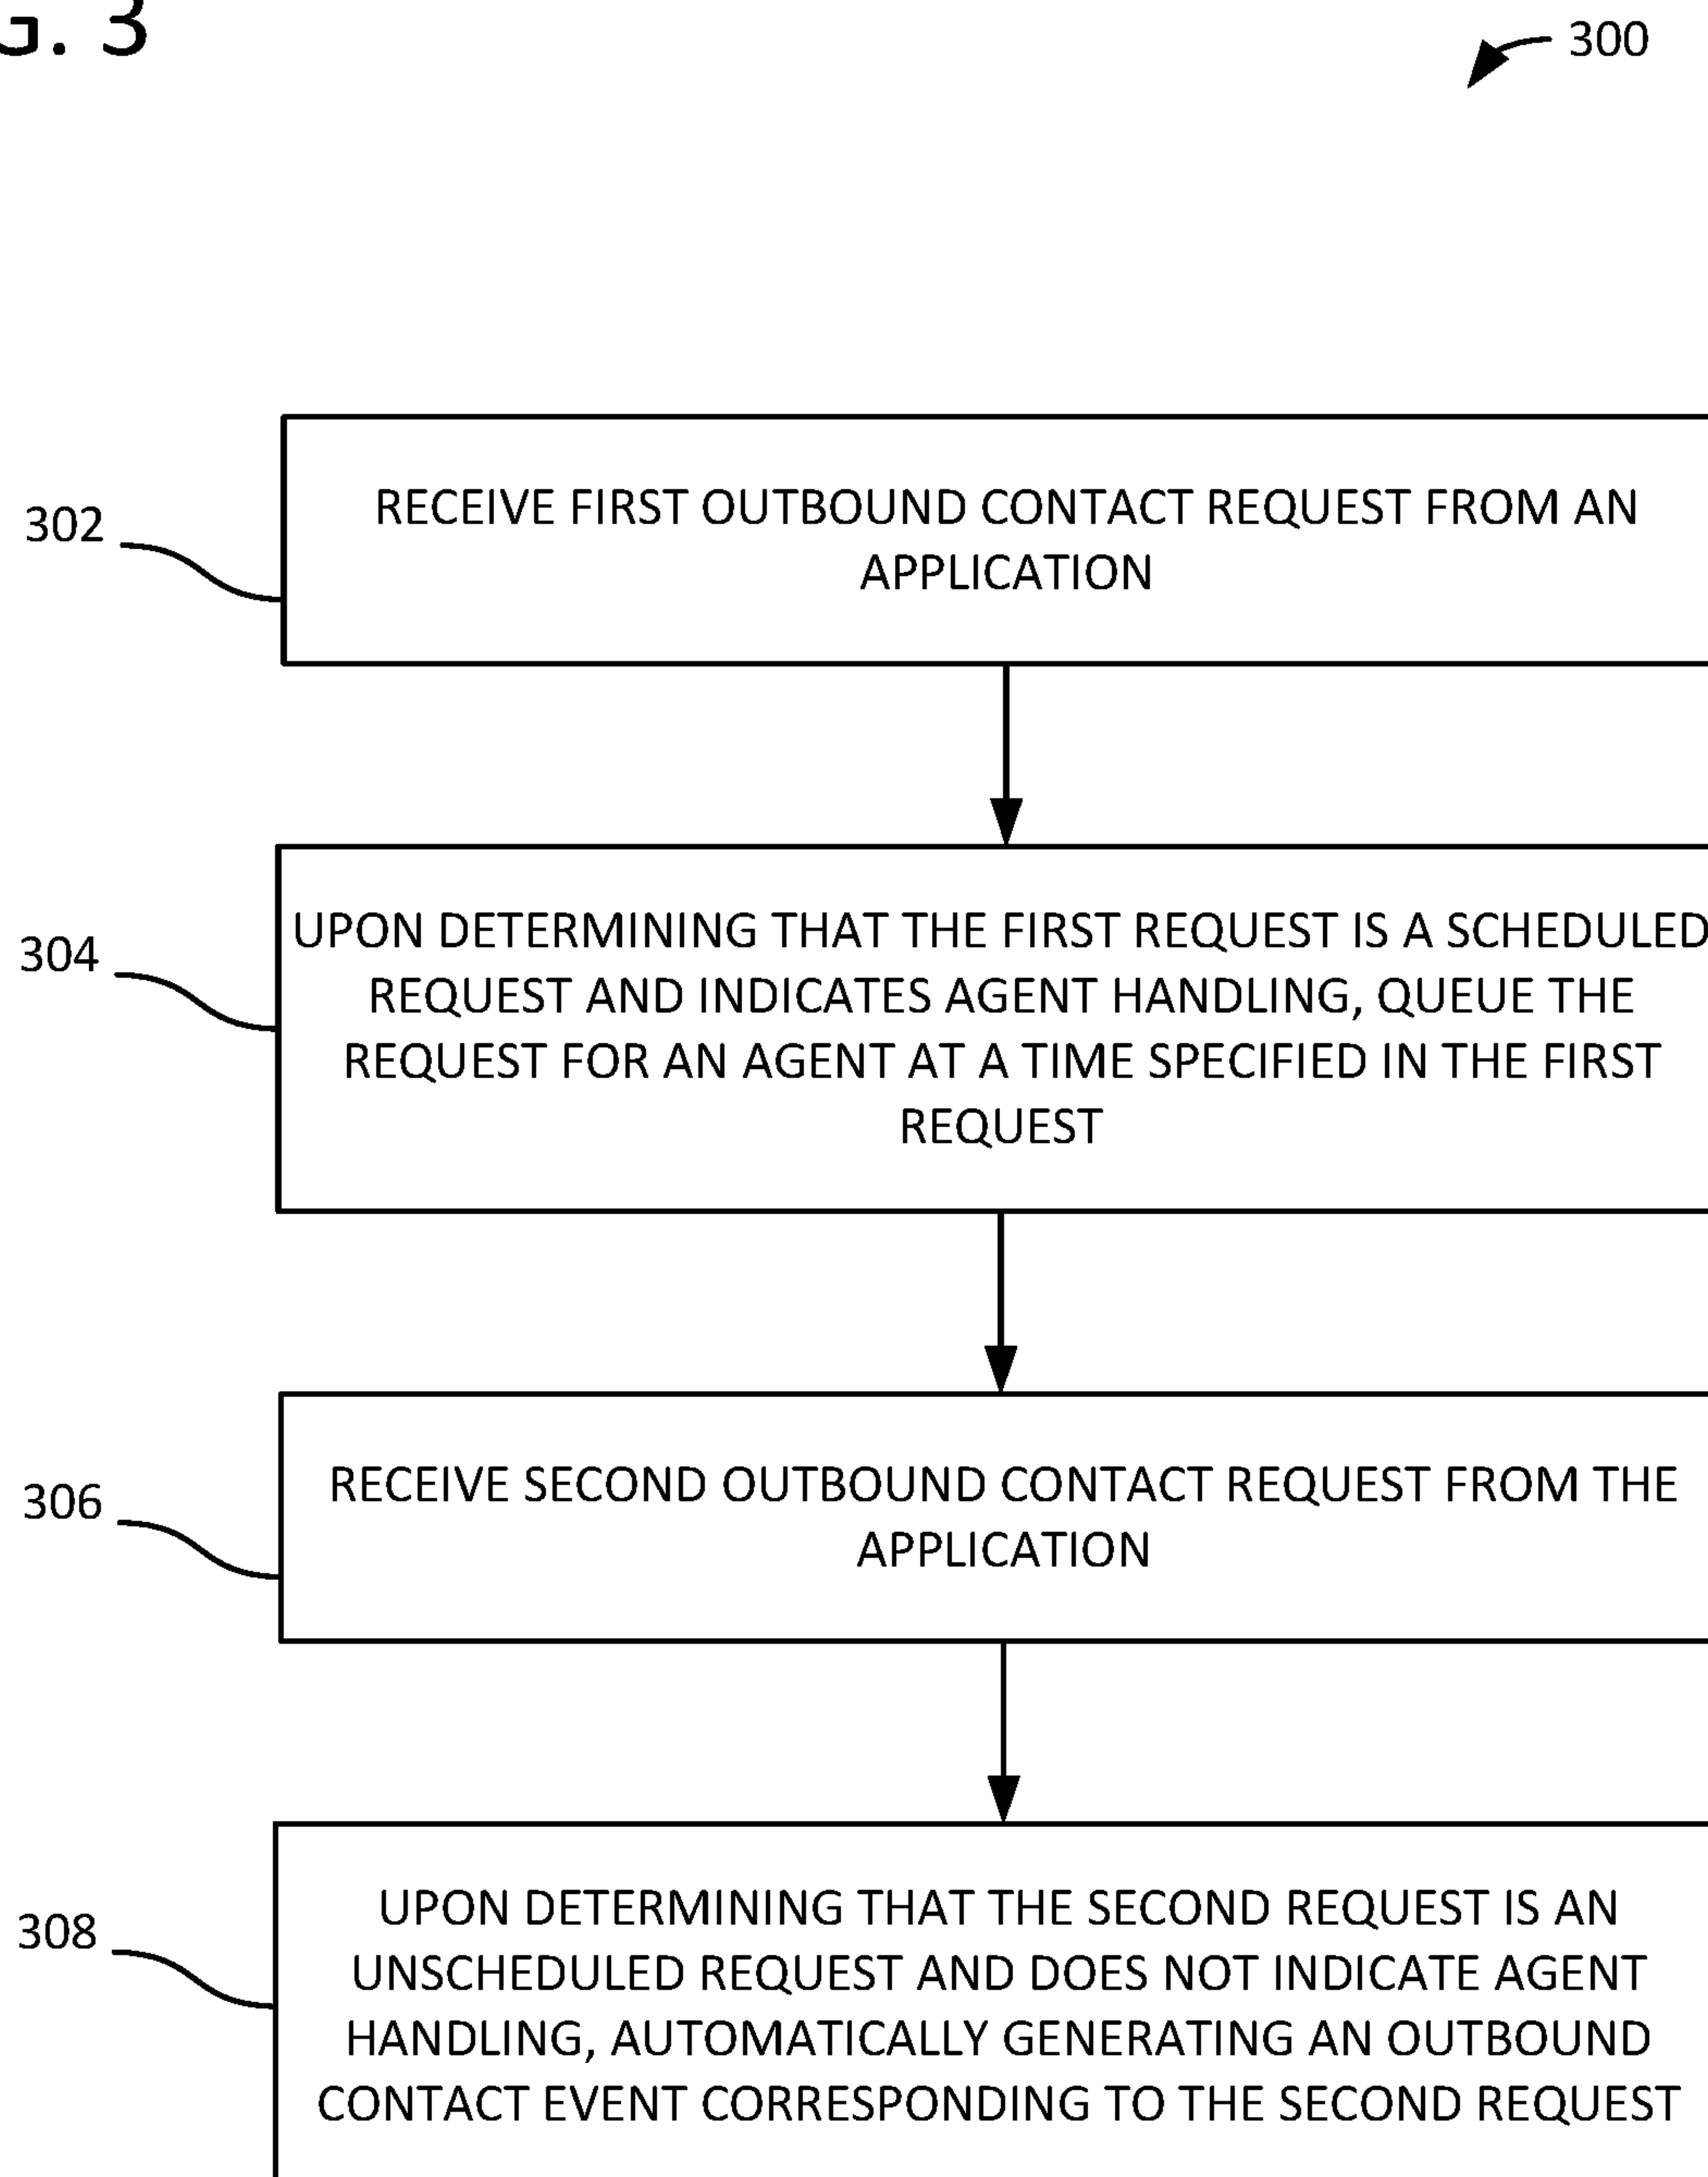 G. 3
300
302
RECEIVE FIRST OUTBOUND CONTACT REQUEST FROM AN
APPLICATION
304
UPON DETERMINING THAT THE FIRST REQUEST IS A SCHEDULED
REQUEST AND INDICATES AGENT HANDLING, QUEUE THE
REQUEST FOR AN AGENT AT A TIME SPECIFIED IN THE FIRST
REQUEST
306
RECEIVE SECOND OUTBOUND CONTACT REQUEST FROM THE
APPLICATION
308
UPON DETERMINING THAT THE SECOND REQUEST IS AN
UNSCHEDULED REQUEST AND DOES NOT INDICATE AGENT
HANDLING, AUTOMATICALLY GENERATING AN OUTBOUND
CONTACT EVENT CORRESPONDING TO THE SECOND REQUEST